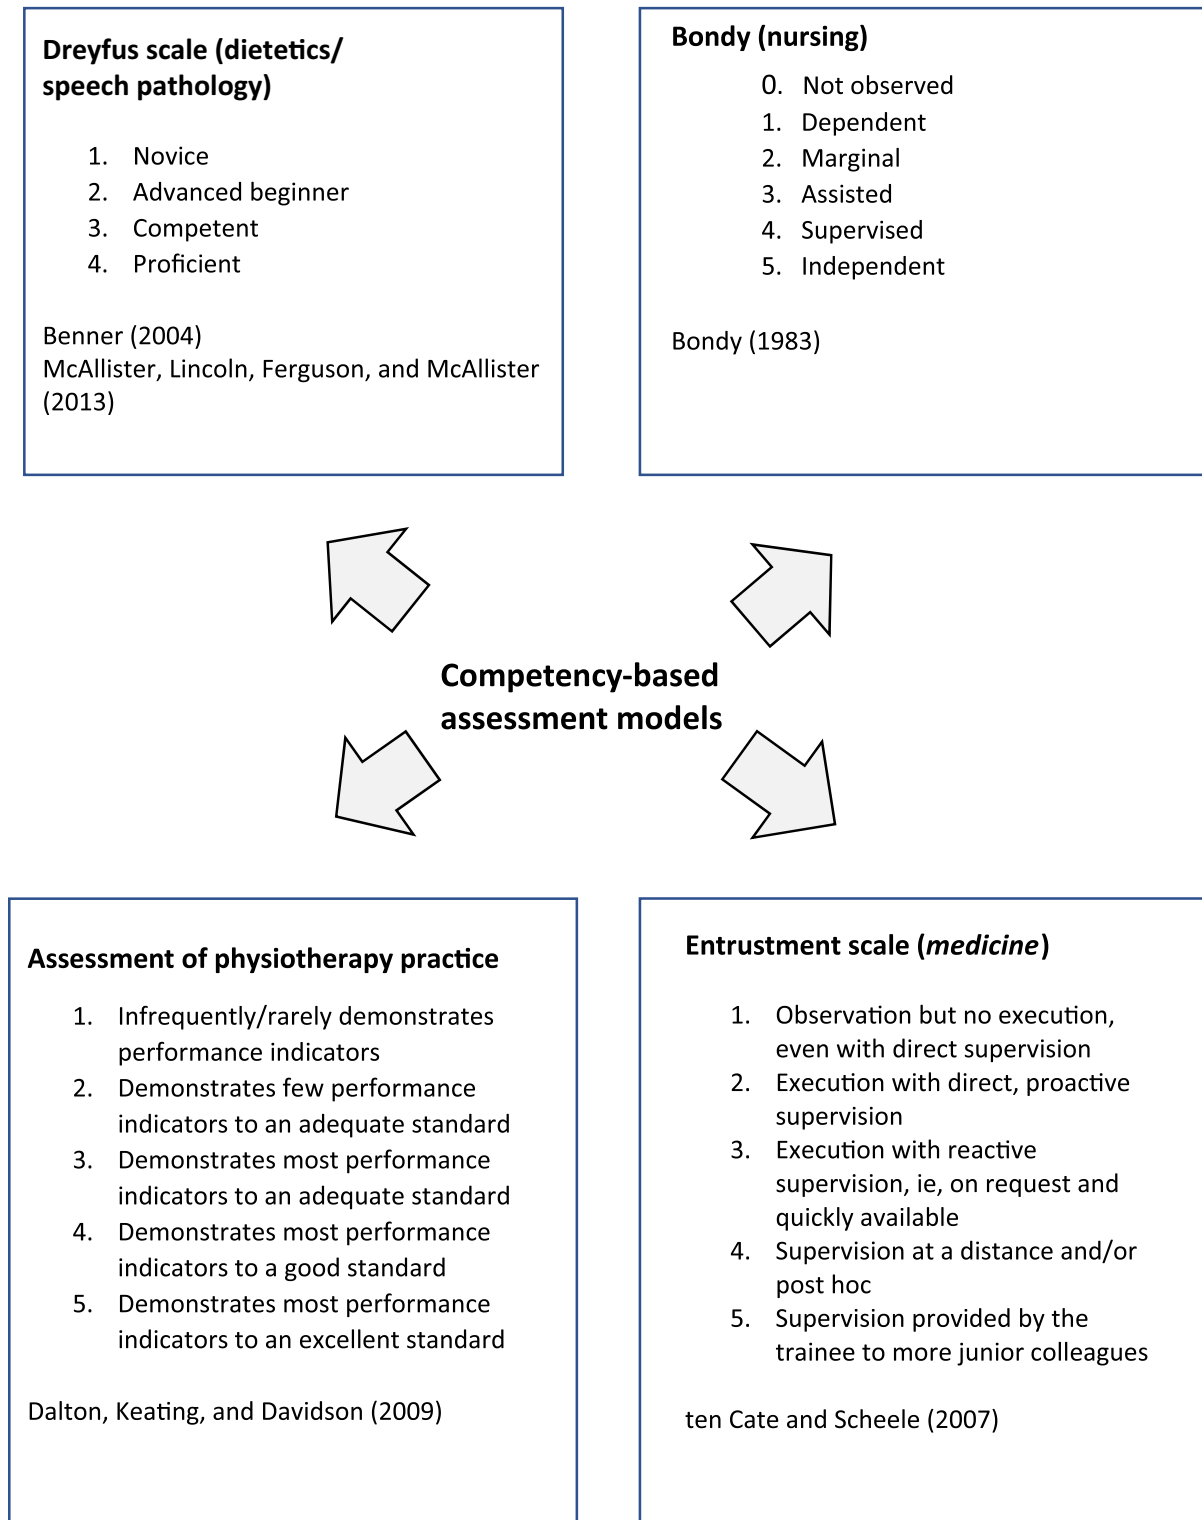 Dreyfus scale (dietetics/
speech pathology)
1. Novice
2. Advanced beginner
3. Competent
4. Proficient
Benner (2004)
McAllister, Lincoln, Ferguson, and McAllister
(2013)
Bondy (nursing)
0. Not observed
1. Dependent
2. Marginal
3. Assisted
4. Supervised
5. Independent
Bondy (1983)
Competency-based
assessment models
Assessment of physiotherapy practice
1. Infrequently/rarely demonstrates
performance indicators
2. Demonstrates few performance
indicators to an adequate standard
3. Demonstrates most performance
indicators to an adequate standard
4. Demonstrates most performance
indicators to a good standard
5. Demonstrates most performance
indicators to an excellent standard
Dalton, Keating, and Davidson (2009)
Entrustment scale (medicine)
1. Observation but no execution,
even with direct supervision
2. Execution with direct, proactive
supervision
3. Execution with reactive
supervision, ie, on request and
quickly available
4. Supervision at a distance and/or
post hoc
5. Supervision provided by the
trainee to more junior colleagues
ten Cate and Scheele (2007)